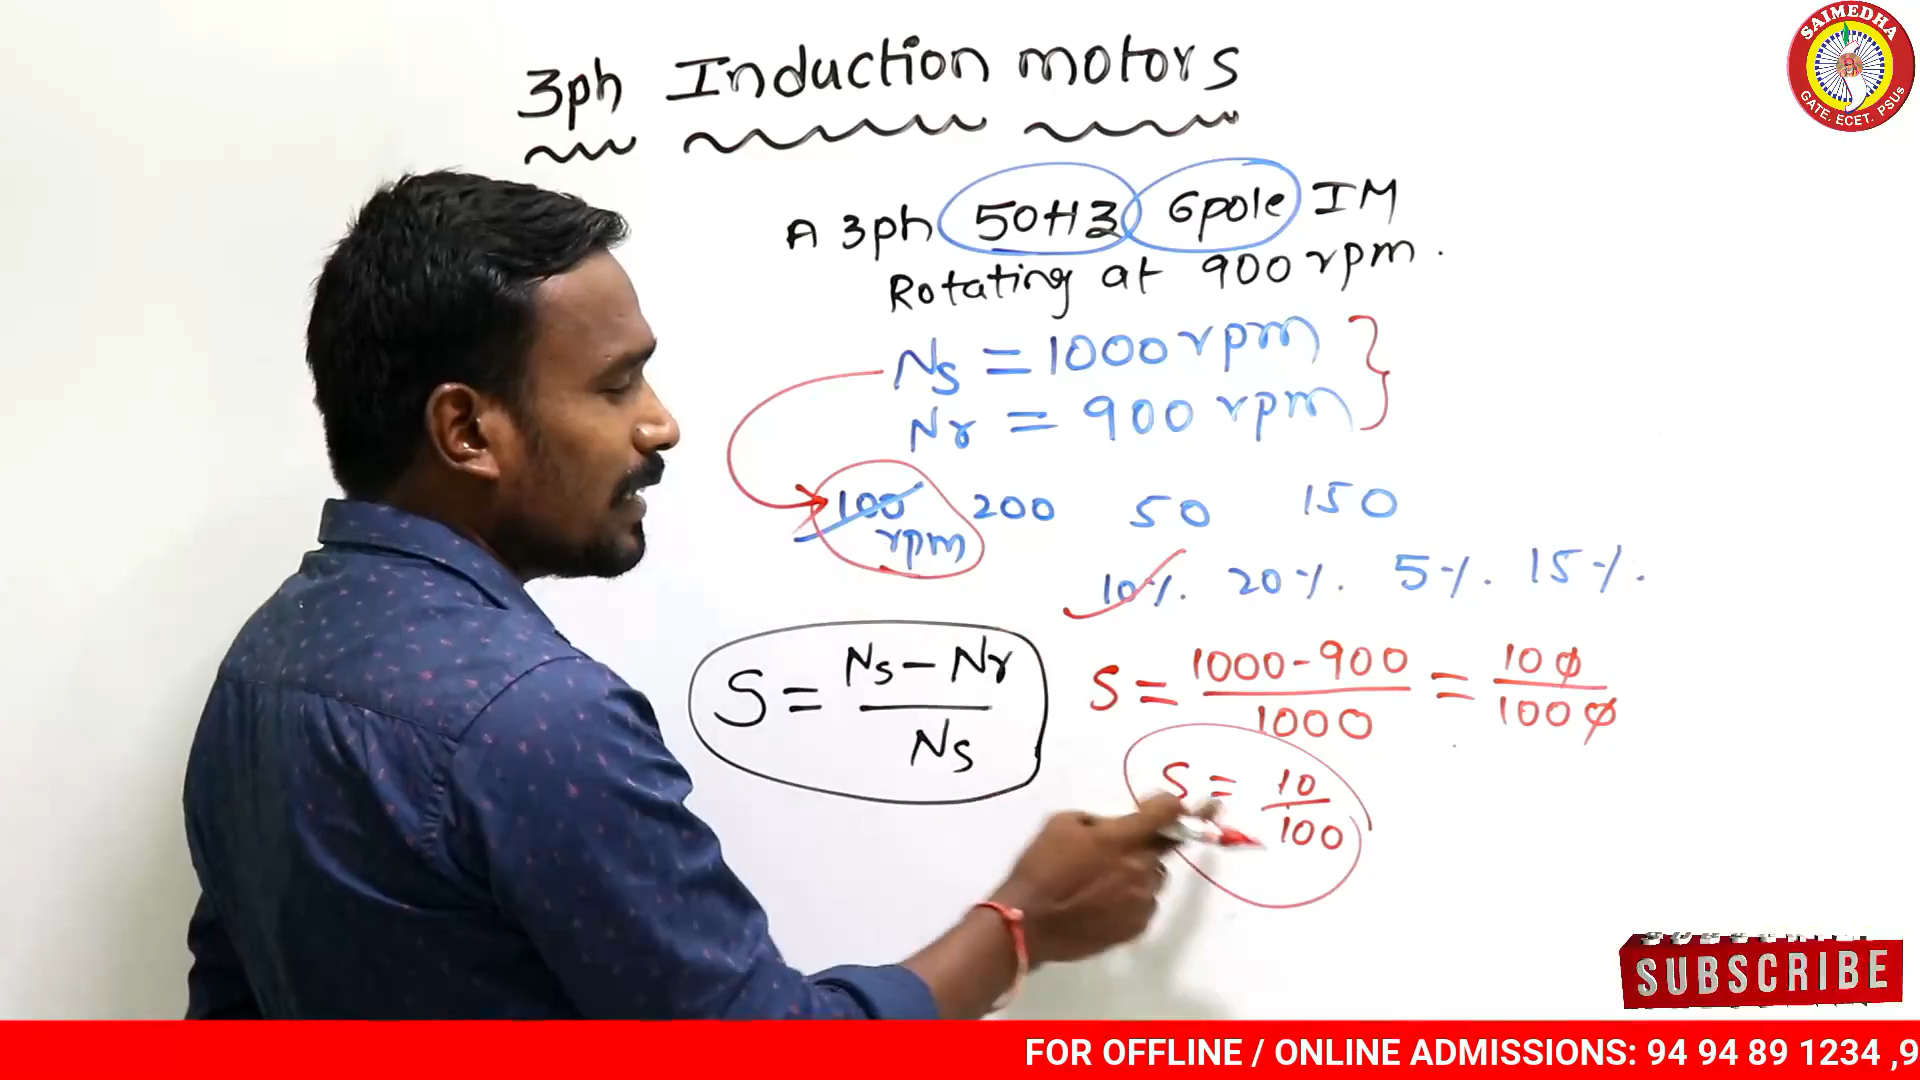 3ph Induction motors
A 3ph 50Hz 6pole IM
Rotating at 900 rpm.
Ns = 1000 rpm
Nr = 900 rpm
100 rpm 200 50 150
10%. 20%. 5%. 15%.
S = Ns - Nr / Ns
S = 1000 - 900 / 1000 = 100 / 1000
S = 10 / 100
SAIMEDHA
GATE. ECET. PSUs
SUBSCRIBE
FOR OFFLINE / ONLINE ADMISSIONS: 94 94 89 1234 ,9